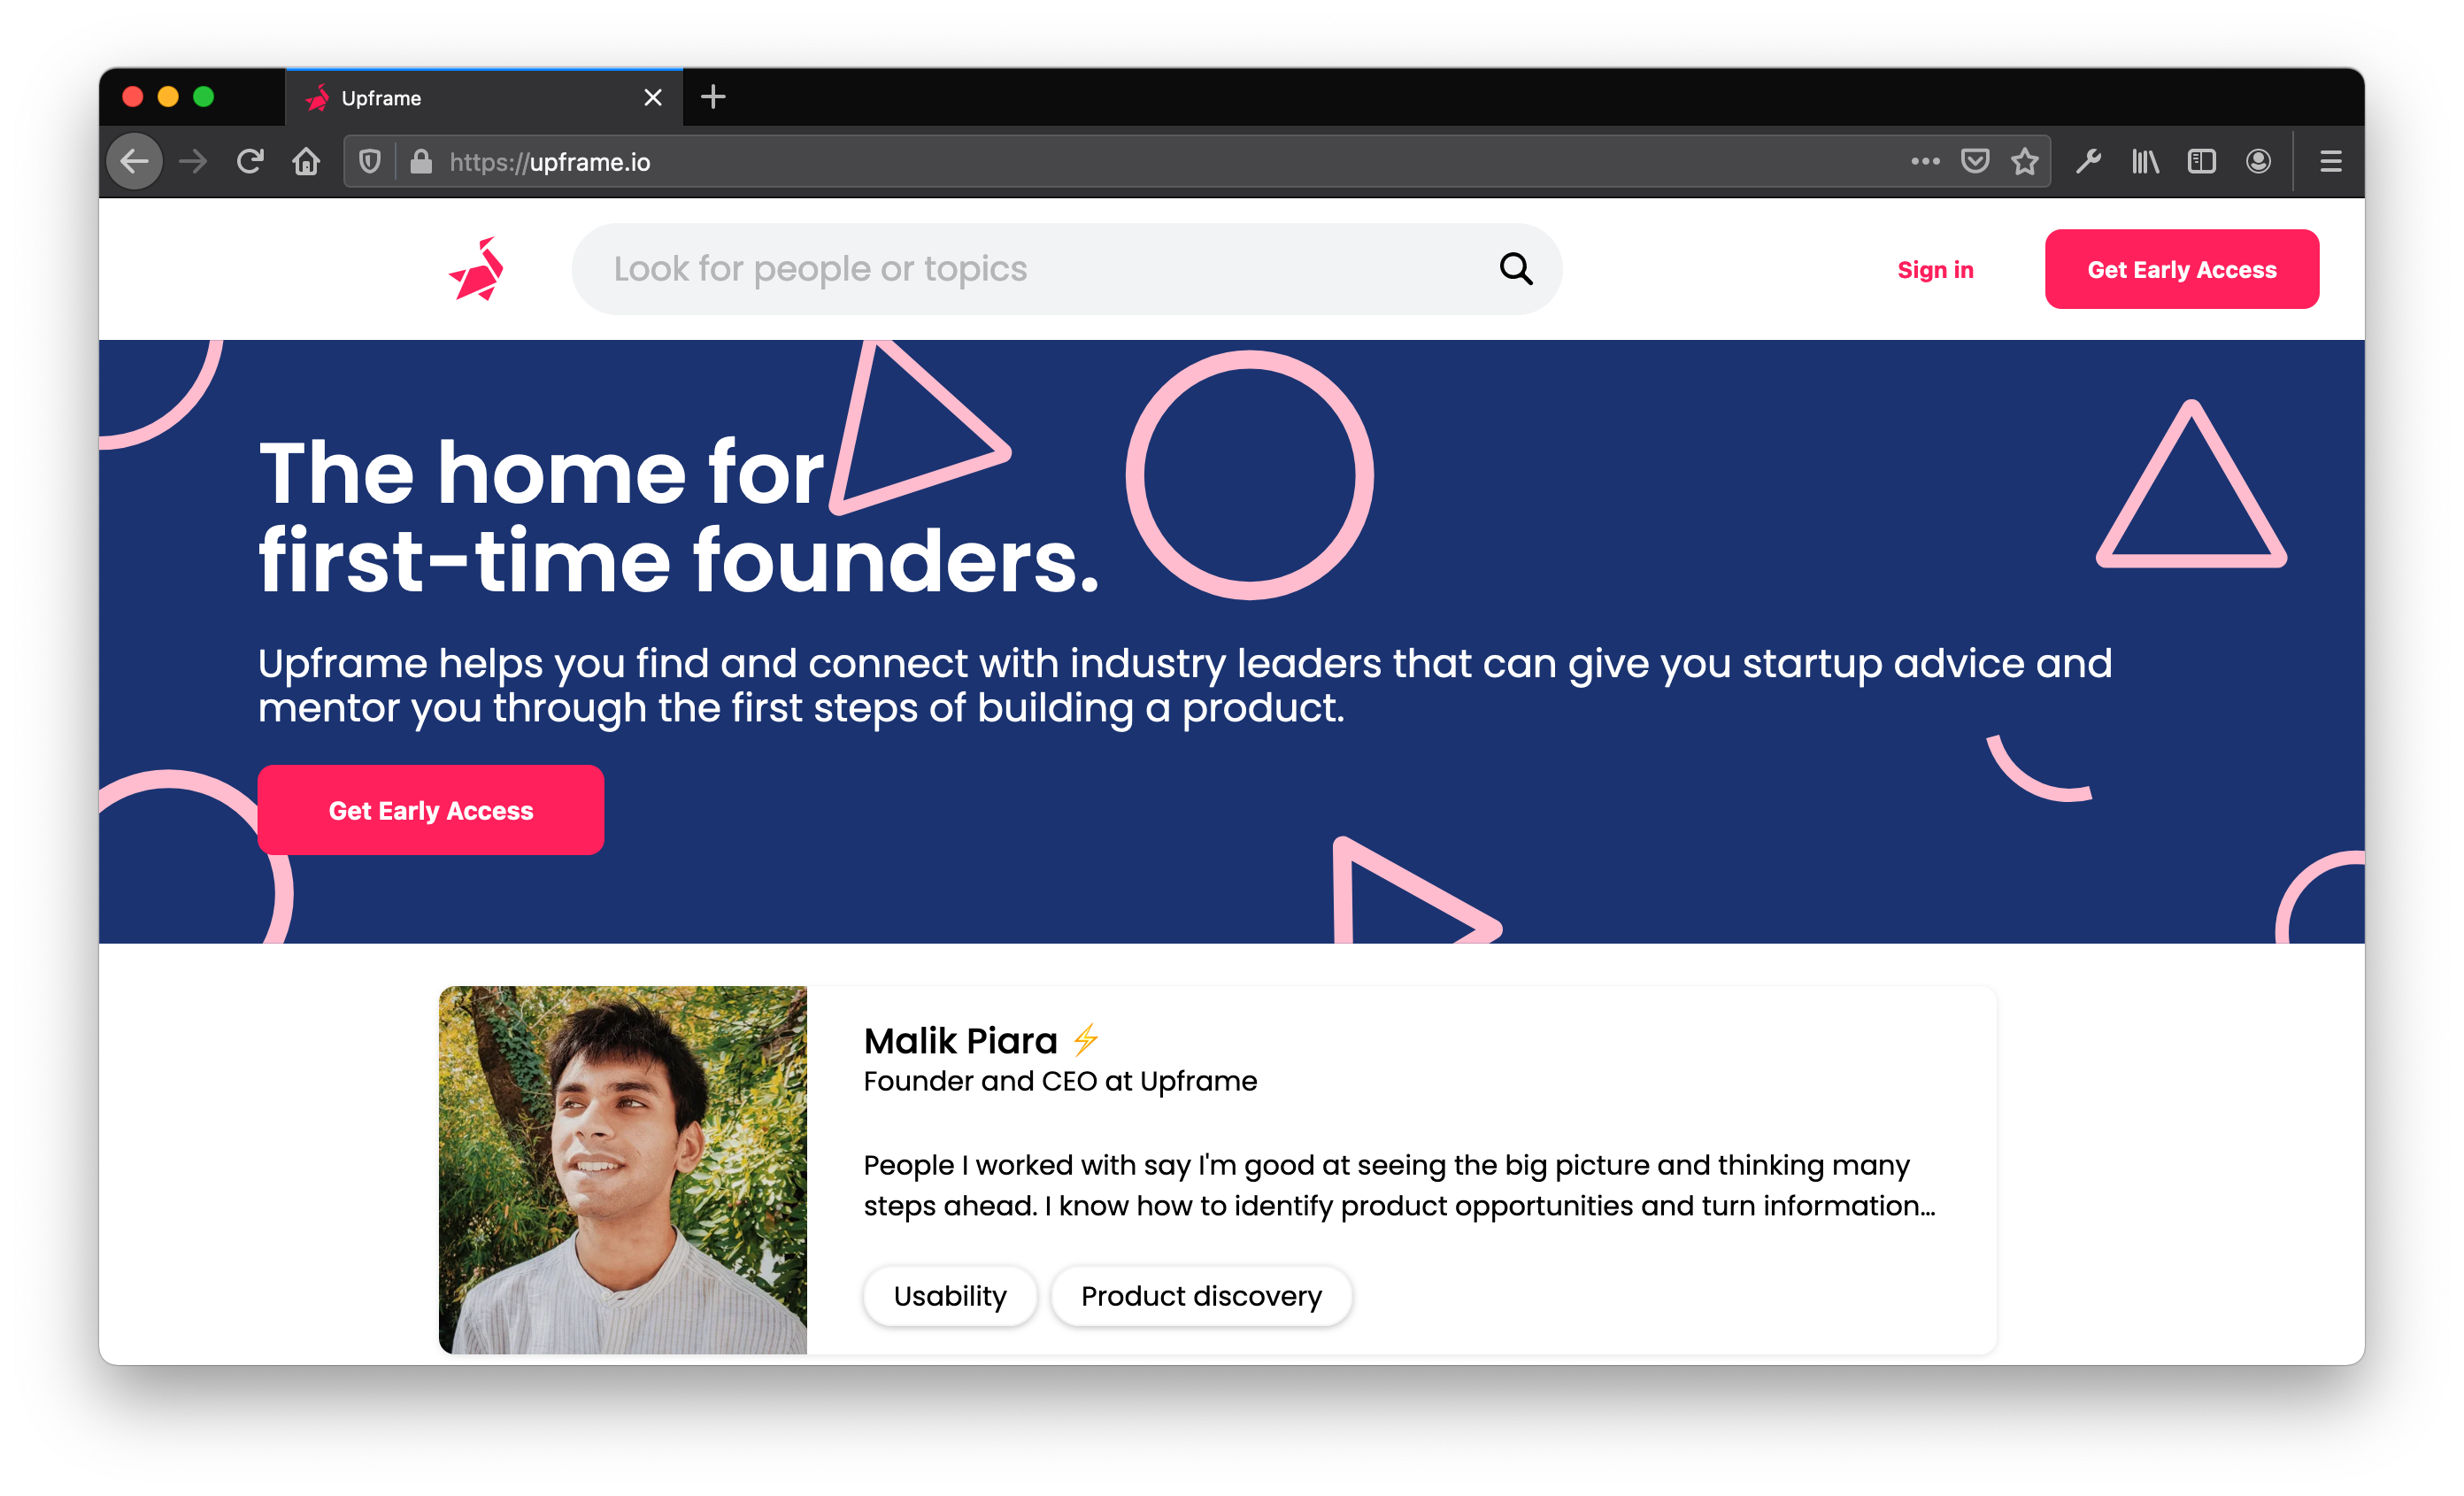 Upframe
https://upframe.io
Look for people or topics
Sign in
Get Early Access
The home for
first-time founders.
Upframe helps you find and connect with industry leaders that can give you startup advice and
mentor you through the first steps of building a product.
Get Early Access
Malik Piara ⚡
Founder and CEO at Upframe
People I worked with say I'm good at seeing the big picture and thinking many
steps ahead. I know how to identify product opportunities and turn information...
Usability
Product discovery